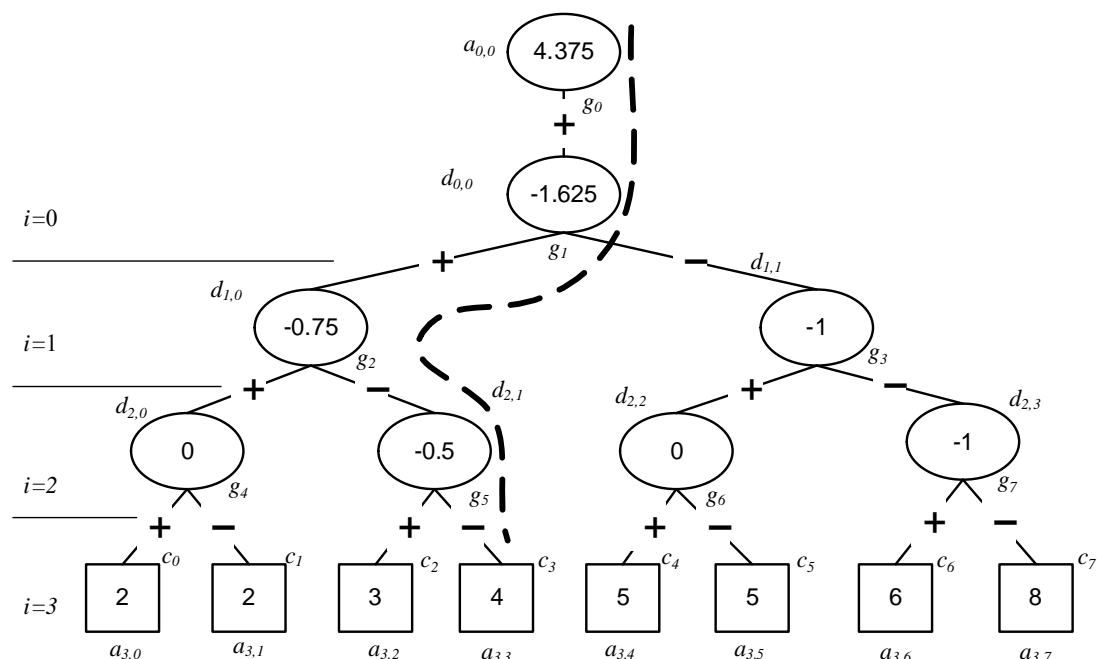 a0,0
4.375
g0
+
d0,0
-1.625
i=0
g1
+
−
d1,1
d1,0
-0.75
-1
i=1
g2
g3
+
−
+
−
d2,0
d2,1
d2,2
d2,3
0
-0.5
0
-1
i=2
g4
g5
g6
g7
+ − + − + − + −
c0 c1 c2 c3 c4 c5 c6 c7
i=3
2 2 3 4 5 5 6 8
a3,0 a3,1 a3,2 a3,3 a3,4 a3,5 a3,6 a3,7